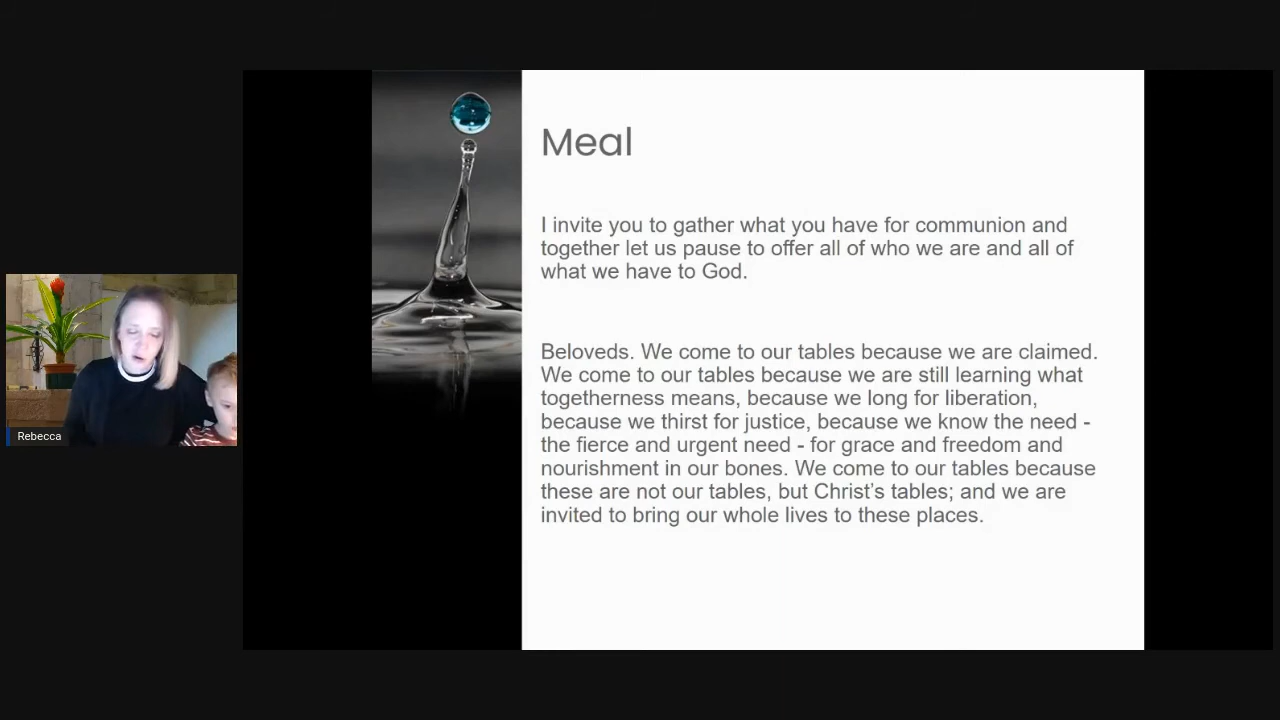 Meal
I invite you to gather what you have for communion and
together let us pause to offer all of who we are and all of
what we have to God.
Beloveds. We come to our tables because we are claimed.
We come to our tables because we are still learning what
togetherness means, because we long for liberation,
because we thirst for justice, because we know the need -
the fierce and urgent need - for grace and freedom and
nourishment in our bones. We come to our tables because
these are not our tables, but Christ’s tables; and we are
invited to bring our whole lives to these places.
Rebecca